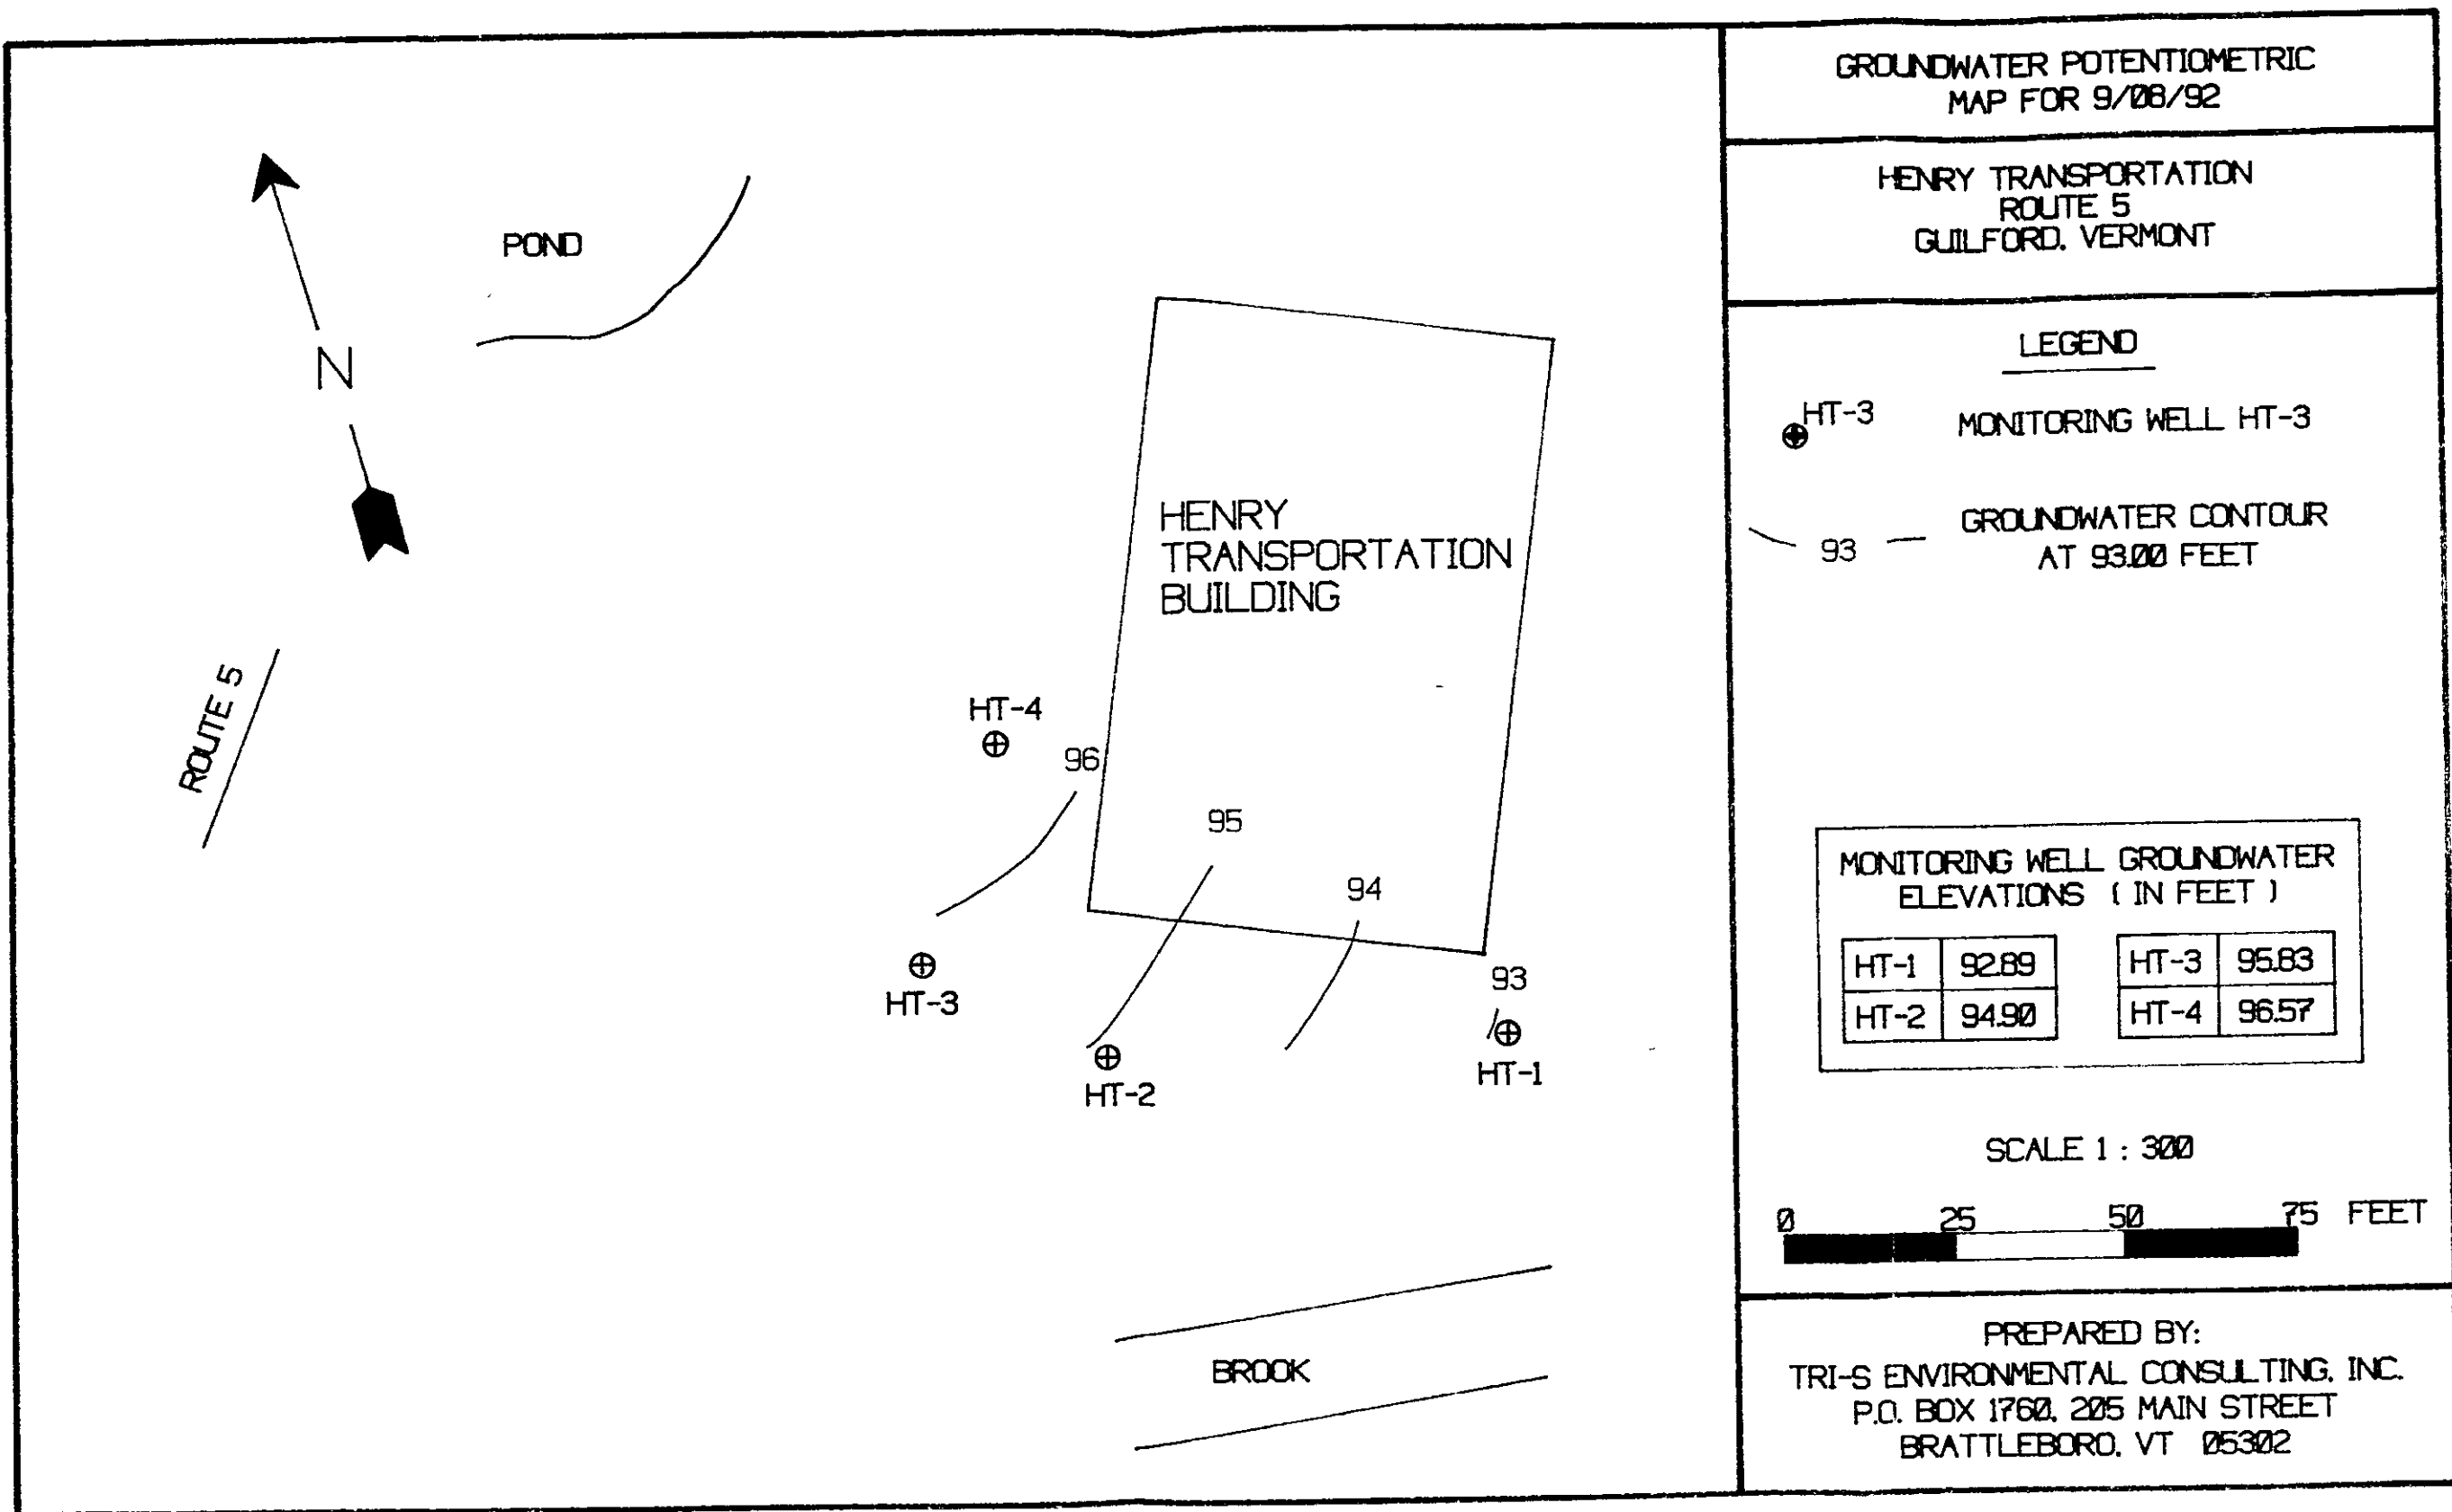 GROUNDWATER POTENTIOMETRIC
MAP FOR 9/08/92
HENRY TRANSPORTATION
ROUTE 5
GUILFORD, VERMONT
LEGEND
HT-3
MONITORING WELL HT-3
93
GROUNDWATER CONTOUR
AT 93.00 FEET
MONITORING WELL GROUNDWATER
ELEVATIONS ( IN FEET )
HT-1 92.89 HT-3 95.83
HT-2 94.90 HT-4 96.57
SCALE 1 : 300
0 25 50 75 FEET
PREPARED BY:
TRI-S ENVIRONMENTAL CONSULTING, INC.
P.O. BOX 1760, 205 MAIN STREET
BRATTLEBORO, VT 05302
POND
N
ROUTE 5
HENRY
TRANSPORTATION
BUILDING
HT-4
96
95
94
93
HT-3
HT-2
HT-1
BROOK